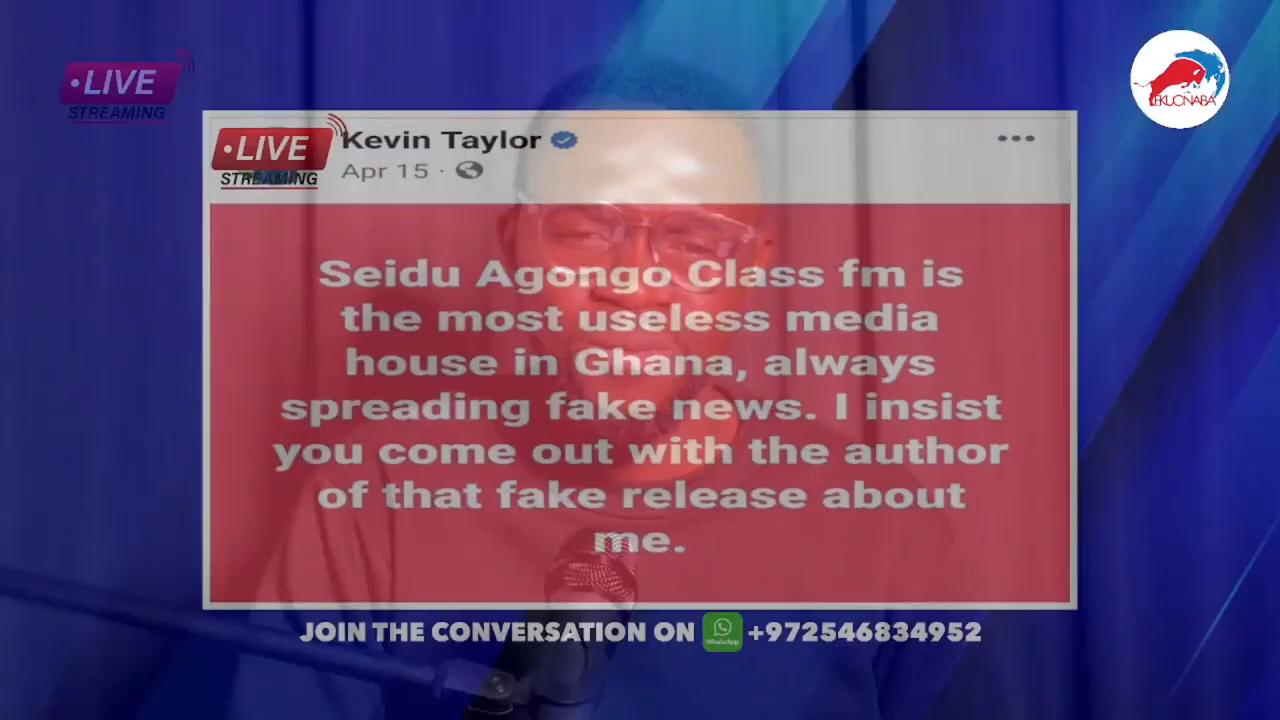 LIVE
STREAMING
EKUONABA
LIVE
STREAMING
Kevin Taylor
Apr 15
Seidu Agongo Class fm is
the most useless media
house in Ghana, always
spreading fake news. I insist
you come out with the author
of that fake release about
me.
JOIN THE CONVERSATION ON WhatsApp +972546834952